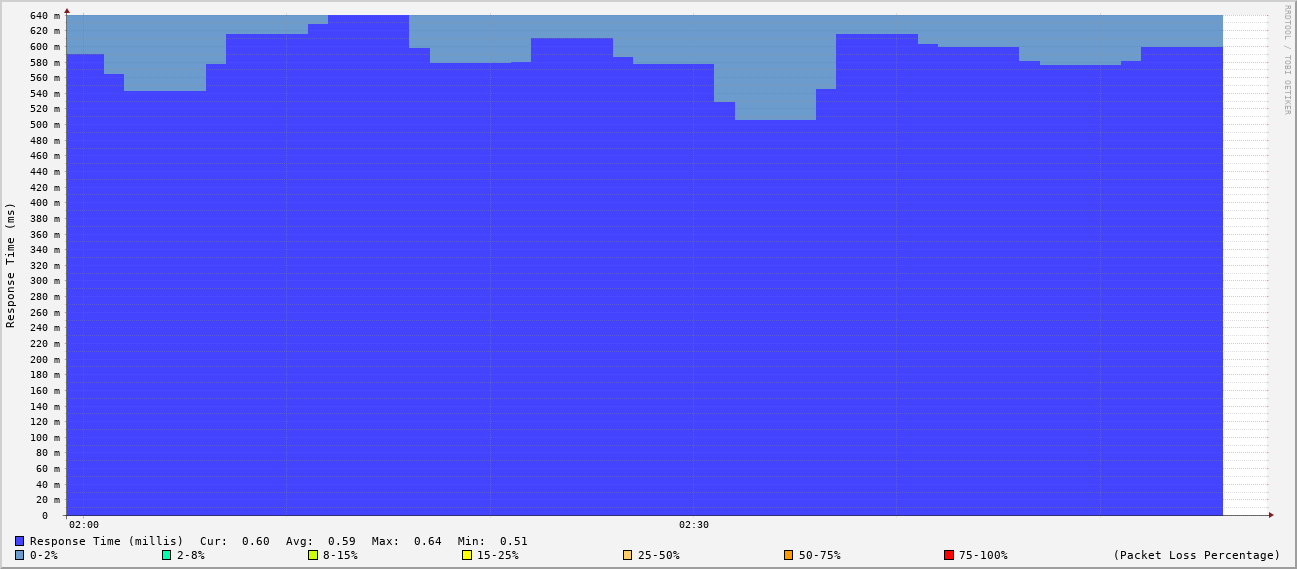 640 m
620 m
600 m
580 m
560 m
540 m
520 m
500 m
480 m
460 m
440 m
420 m
400 m
380 m
360 m
340 m
320 m
300 m
280 m
260 m
240 m
220 m
200 m
180 m
160 m
140 m
120 m
100 m
80 m
60 m
40 m
20 m
0
Response Time (ms)
RRDTOOL / TOBI OETIKER
02:00 02:30
Response Time (millis) Cur: 0.60 Avg: 0.59 Max: 0.64 Min: 0.51
0-2% 2-8% 8-15% 15-25% 25-50% 50-75% 75-100% (Packet Loss Percentage)